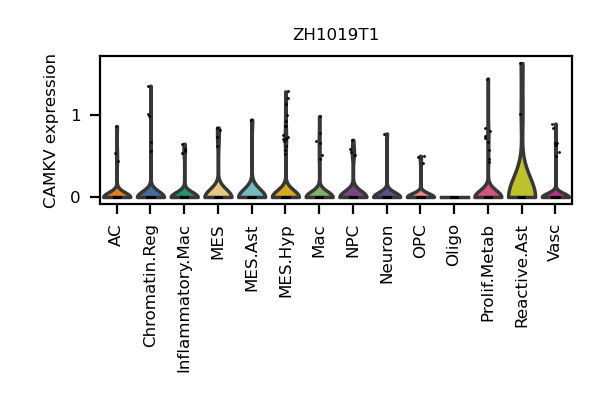 ZH1019T1
CAMKV expression
1
0
AC
Chromatin.Reg
Inflammatory.Mac
MES
MES.Ast
MES.Hyp
Mac
NPC
Neuron
OPC
Oligo
Prolif.Metab
Reactive.Ast
Vasc